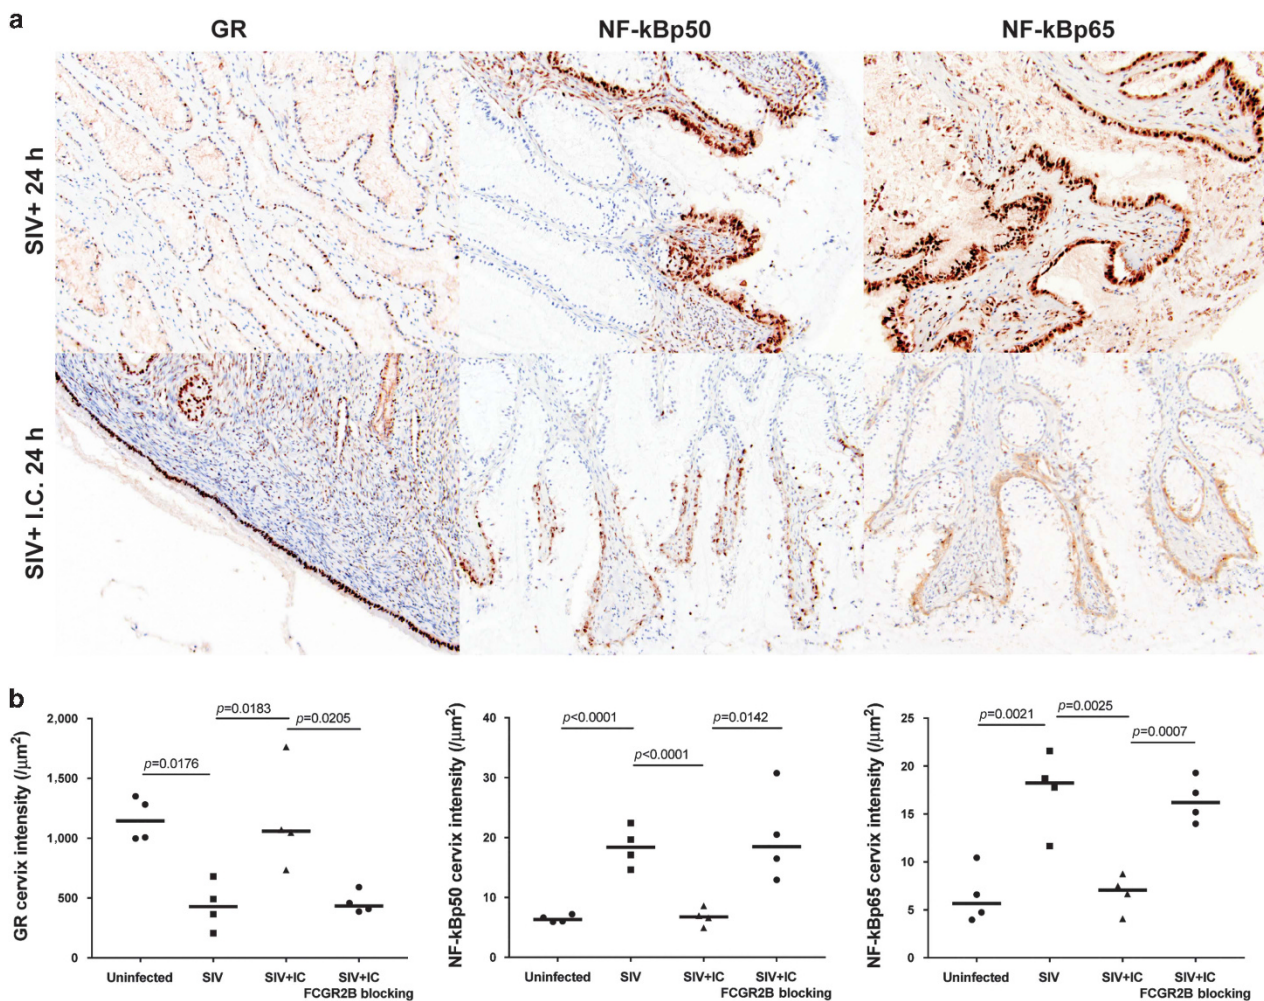 a
GR
NF-kBp50
NF-kBp65
SIV+ 24 h
SIV+ I.C. 24 h
b
GR cervix intensity (/μm²)
2,000
1,500
1,000
500
0
p=0.0176
p=0.0183
p=0.0205
Uninfected
SIV
SIV+IC
SIV+IC
FCGR2B blocking
NF-kBp50 cervix intensity (/μm²)
40
30
20
10
0
p<0.0001
p<0.0001
p=0.0142
Uninfected
SIV
SIV+IC
SIV+IC
FCGR2B blocking
NF-kBp65 cervix intensity (/μm²)
25
20
15
10
5
0
p=0.0021
p=0.0025
p=0.0007
Uninfected
SIV
SIV+IC
SIV+IC
FCGR2B blocking